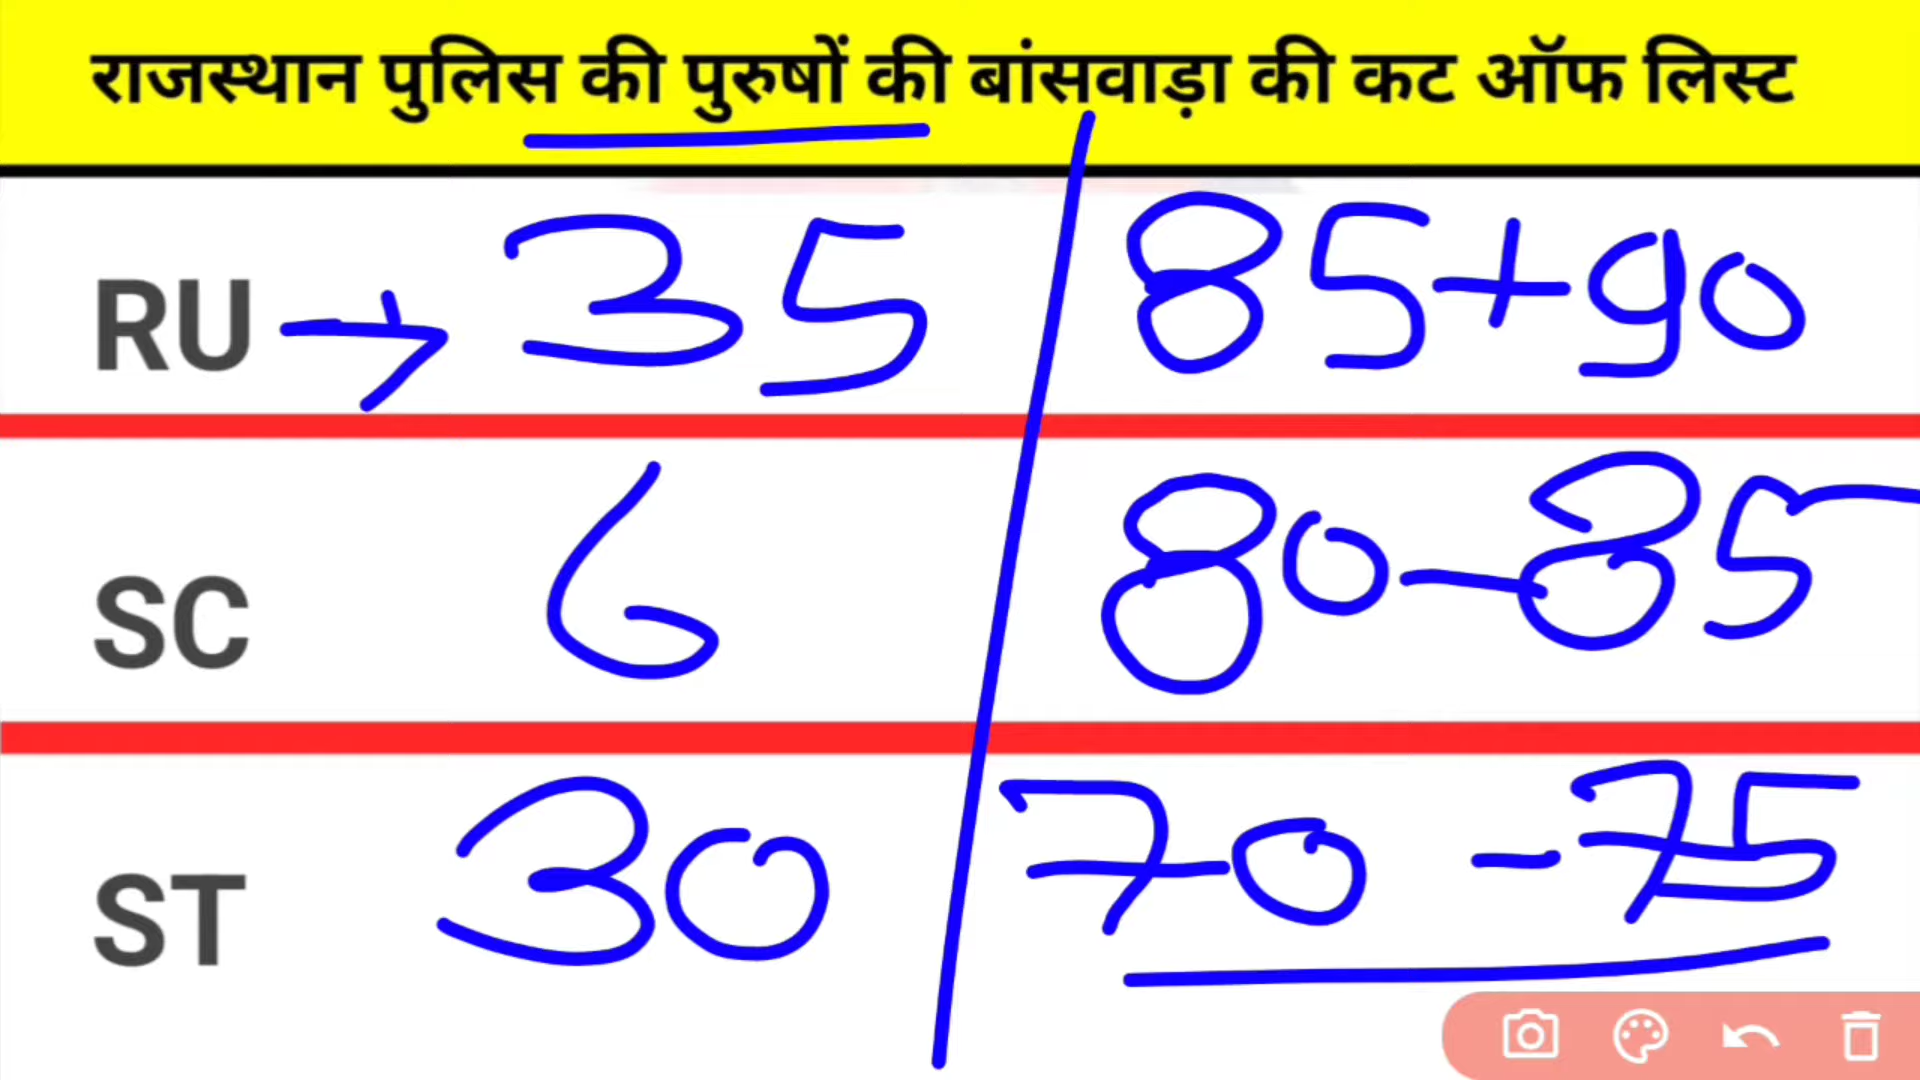 राजस्थान पुलिस की पुरुषों की बांसवाड़ा की कट ऑफ लिस्ट
RU → 35 85+90
SC 6 80-85
ST 30 70-75